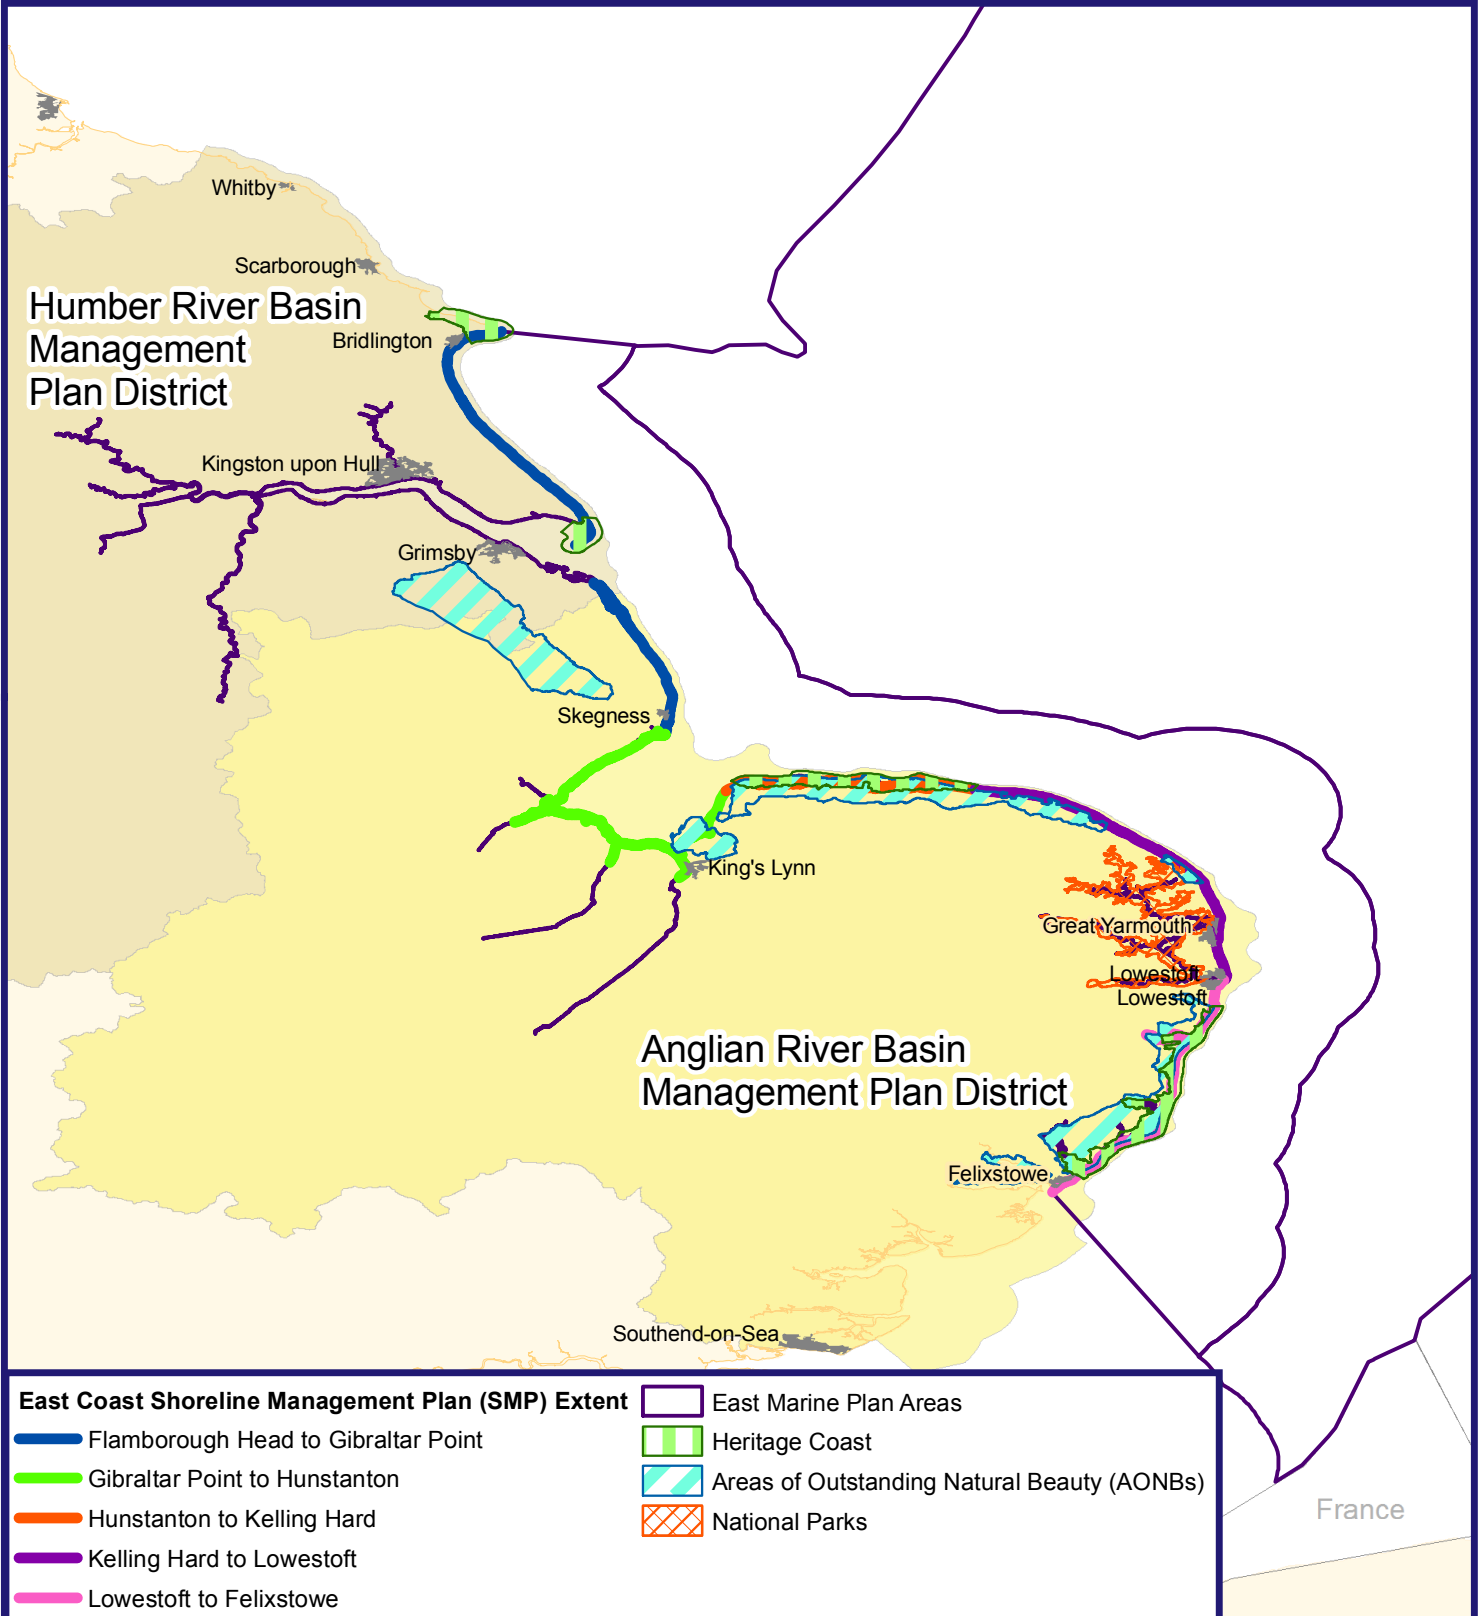 Whitby
Scarborough
Humber River Basin
Management
Plan District
Bridlington
Kingston upon Hull
Grimsby
Skegness
King's Lynn
Great Yarmouth
Lowestoft
Lowestoft
Anglian River Basin
Management Plan District
Felixstowe
Southend-on-Sea
East Coast Shoreline Management Plan (SMP) Extent
Flamborough Head to Gibraltar Point
Gibraltar Point to Hunstanton
Hunstanton to Kelling Hard
Kelling Hard to Lowestoft
Lowestoft to Felixstowe
East Marine Plan Areas
Heritage Coast
Areas of Outstanding Natural Beauty (AONBs)
National Parks
France